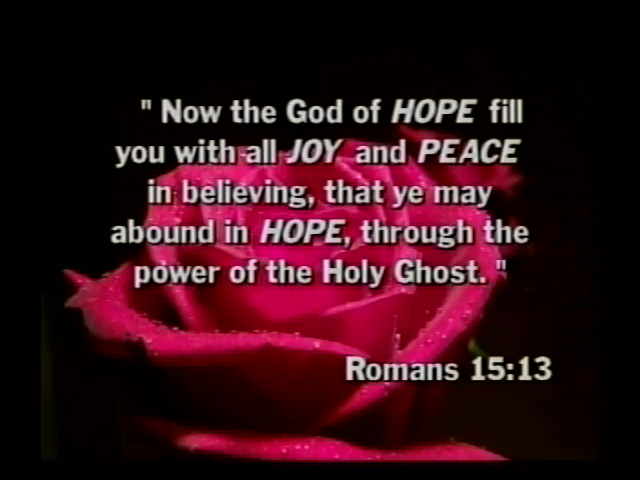 " Now the God of HOPE fill
you with all JOY and PEACE
in believing, that ye may
abound in HOPE, through the
power of the Holy Ghost. "
Romans 15:13